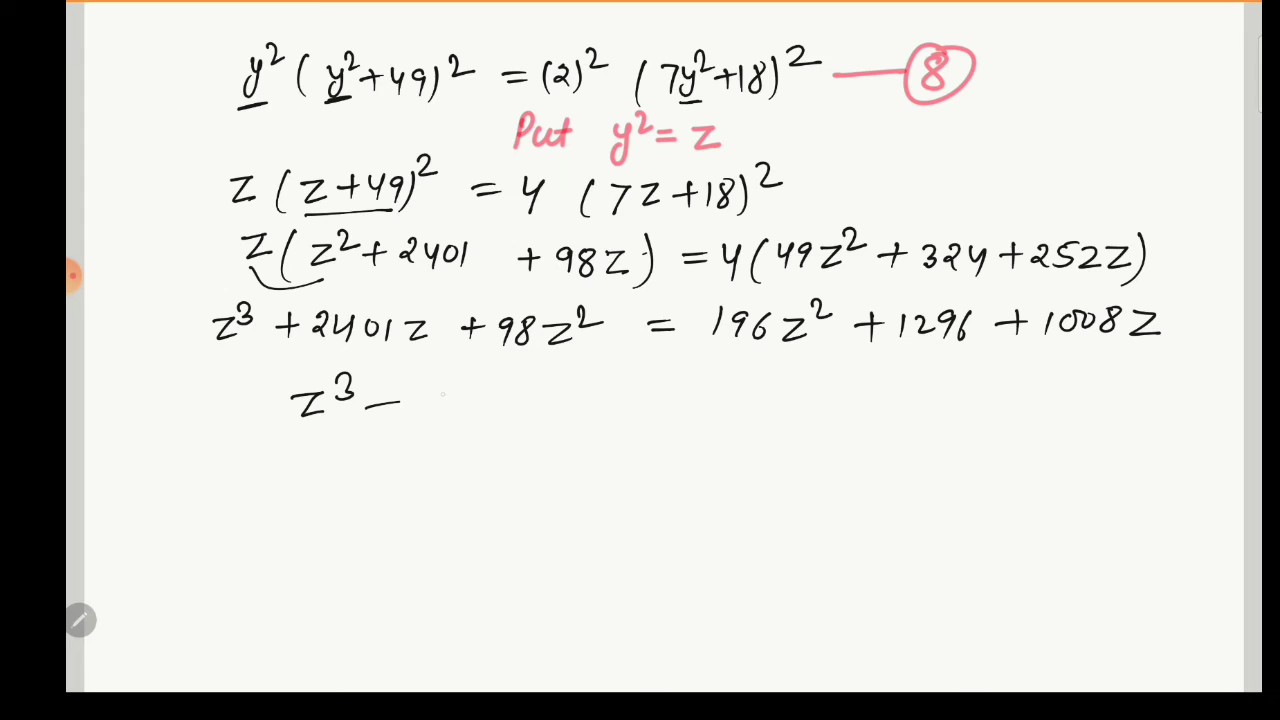 y² ( y² + 49)² = (2)² ( 7y² + 18)² — 8
Put y² = z
z ( z + 49)² = 4 ( 7z + 18)²
z ( z² + 2401 + 98z ) = 4 ( 49z² + 324 + 252z )
z³ + 2401z + 98z² = 196z² + 1296 + 1008z
z³ —